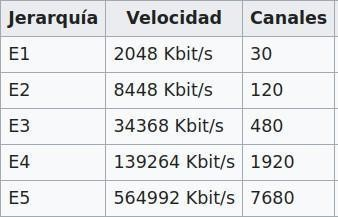 Jerarquía Velocidad Canales
E1 2048 Kbit/s 30
E2 8448 Kbit/s 120
E3 34368 Kbit/s 480
E4 139264 Kbit/s 1920
E5 564992 Kbit/s 7680